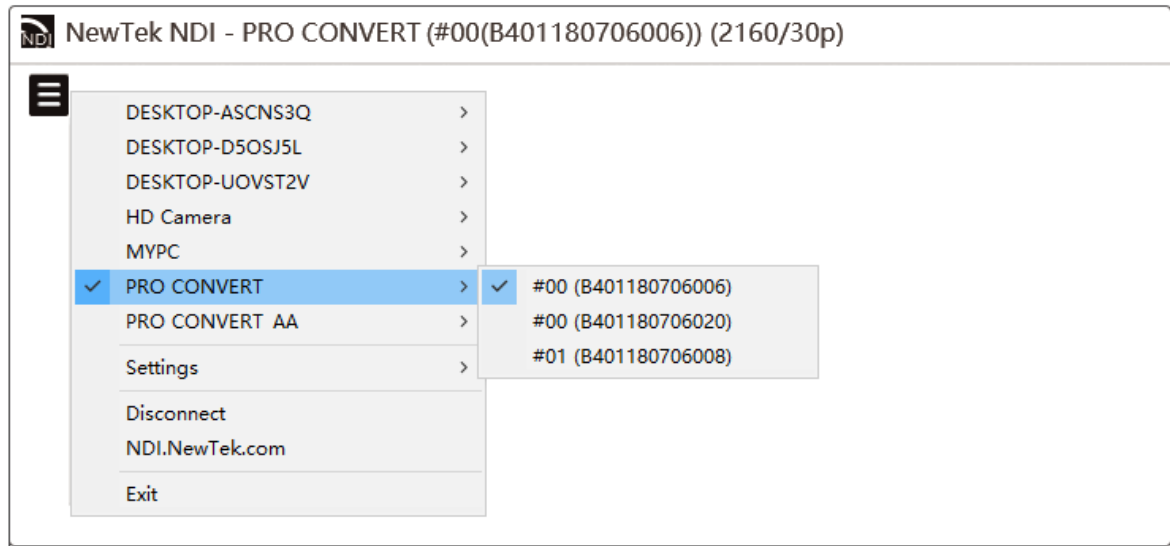 NDI NewTek NDI - PRO CONVERT (#00(B401180706006)) (2160/30p)
DESKTOP-ASCNS3Q
DESKTOP-D5OSJ5L
DESKTOP-UOVST2V
HD Camera
MYPC
PRO CONVERT
#00 (B401180706006)
PRO CONVERT AA
#00 (B401180706020)
#01 (B401180706008)
Settings
Disconnect
NDI.NewTek.com
Exit